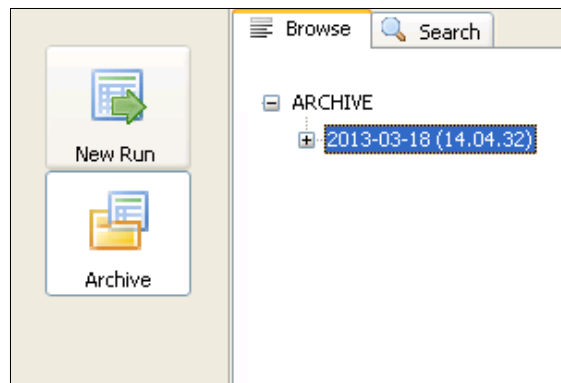 Browse
Search
ARCHIVE
2013-03-18 (14.04.32)
New Run
Archive